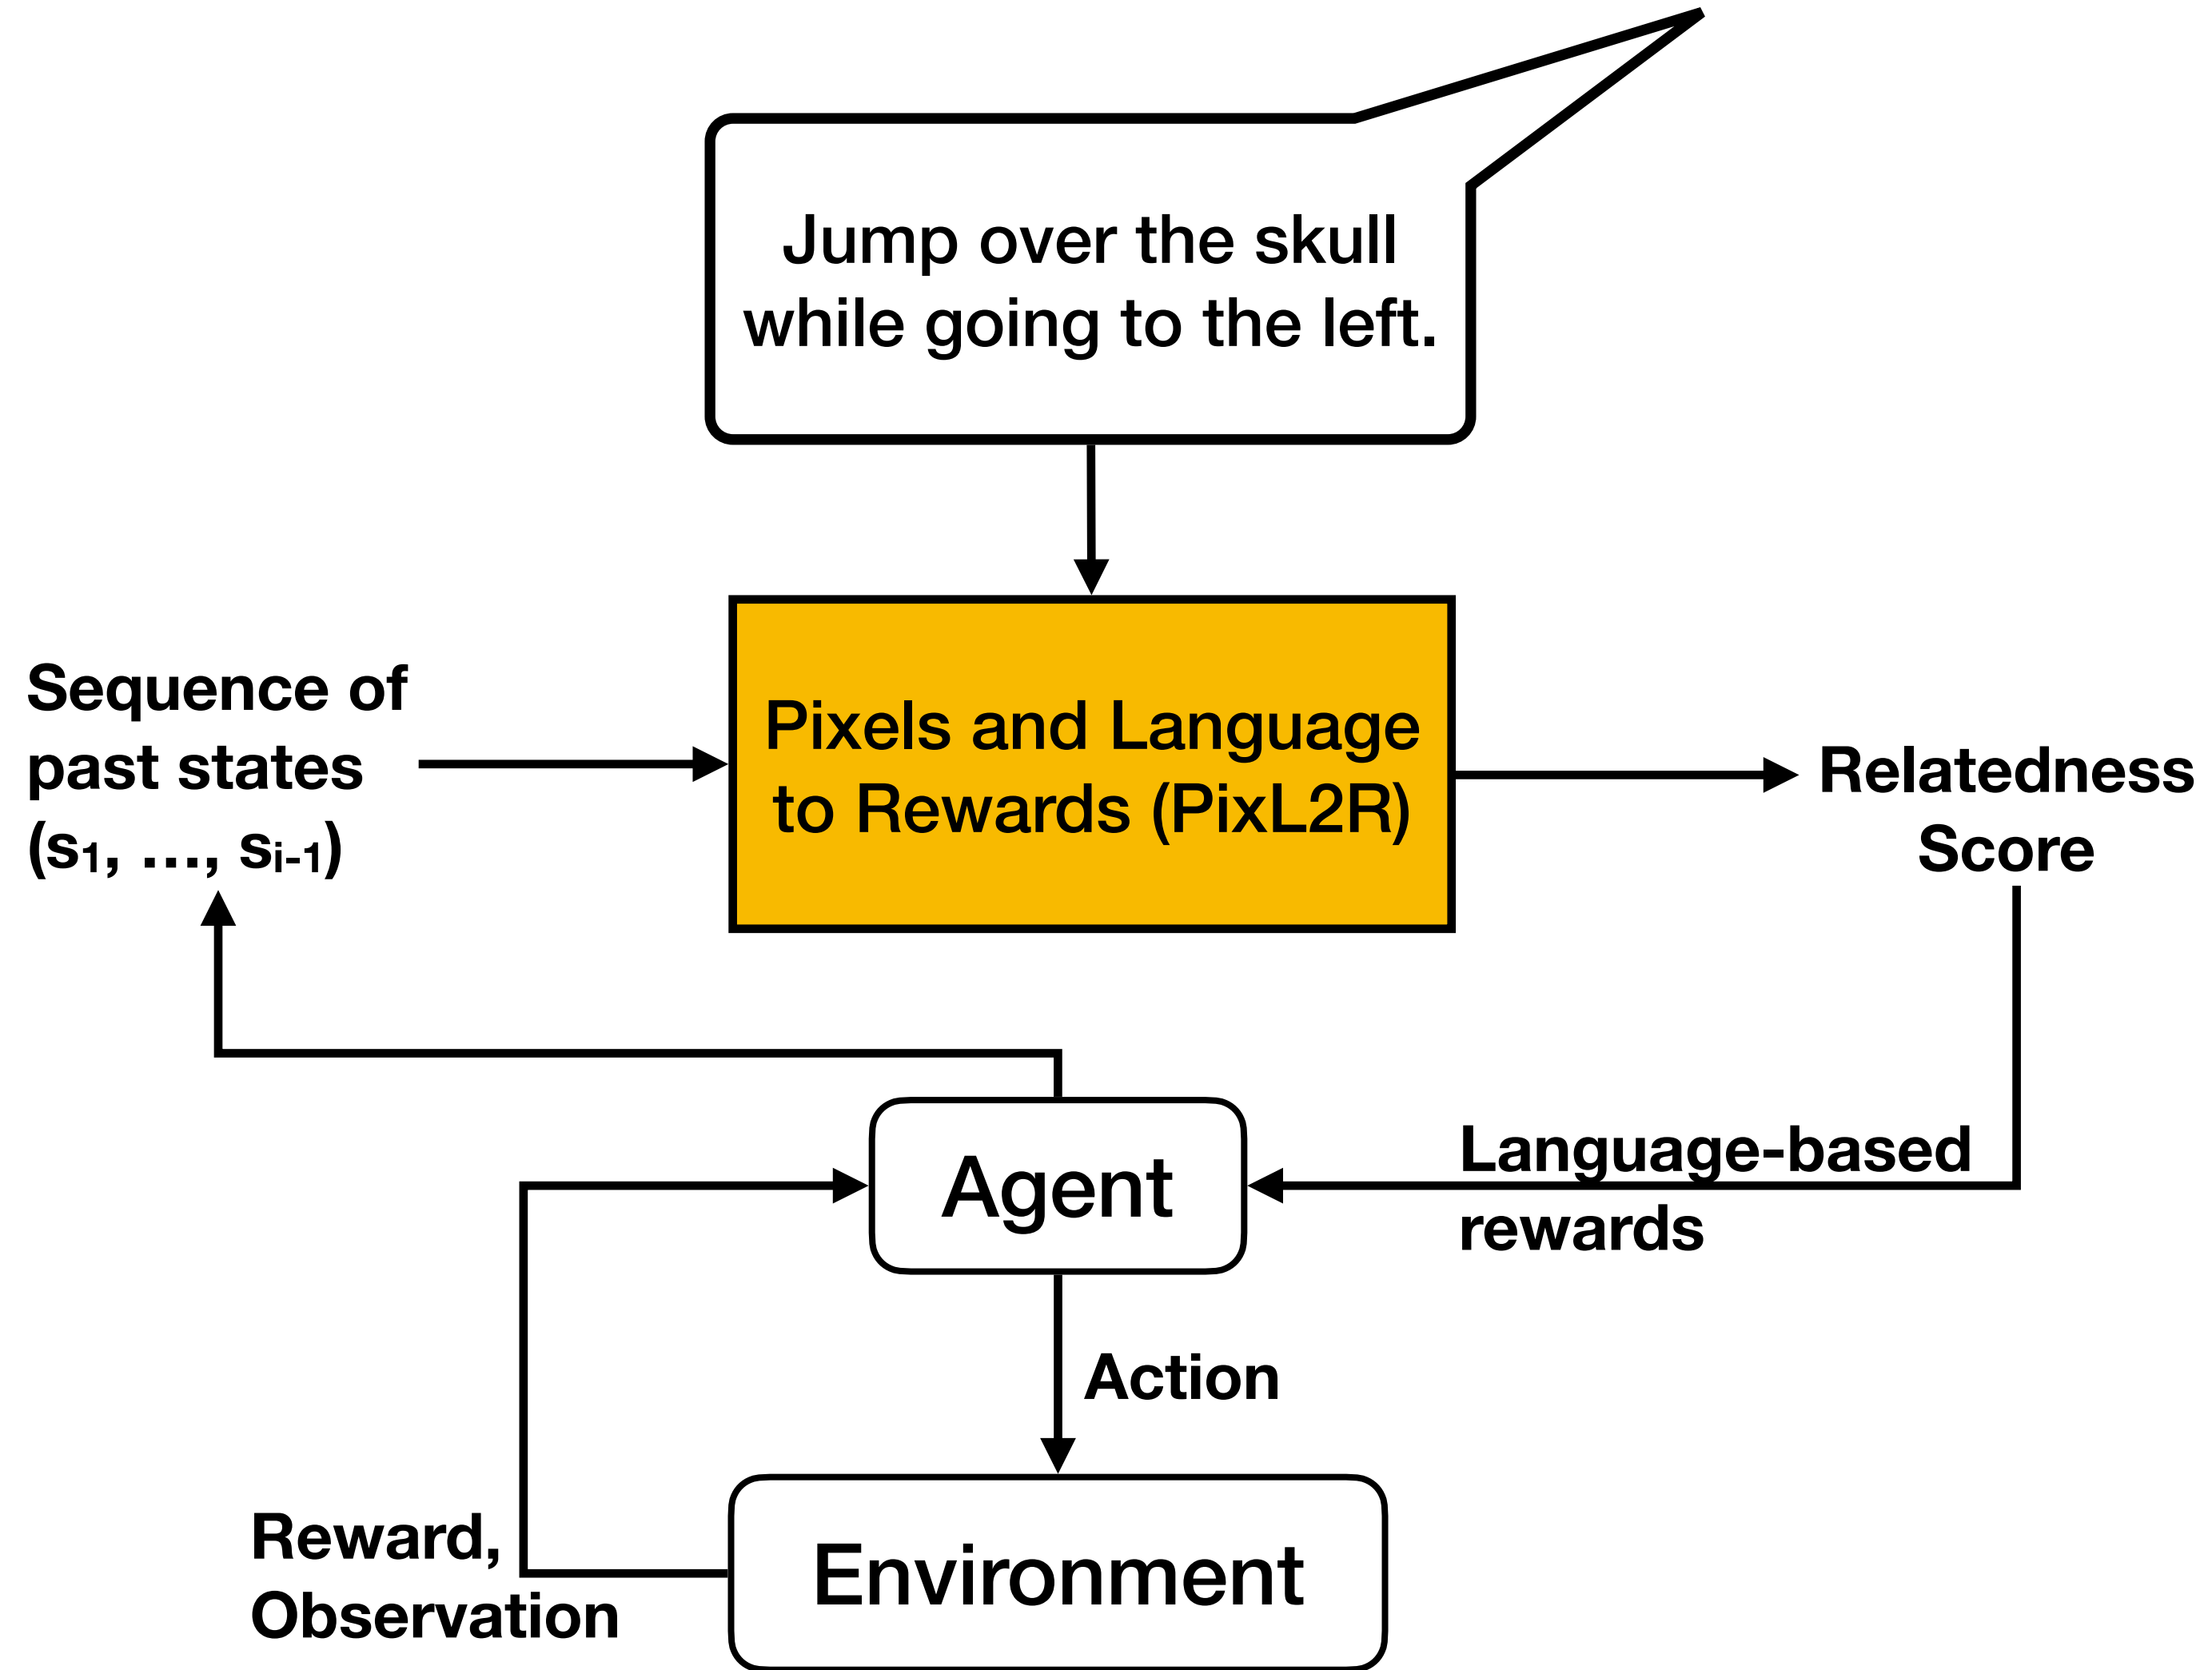 Jump over the skull
while going to the left.
Sequence of
past states
(s1, ..., si-1)
Pixels and Language
to Rewards (PixL2R)
Relatedness
Score
Agent
Language-based
rewards
Action
Reward,
Observation
Environment